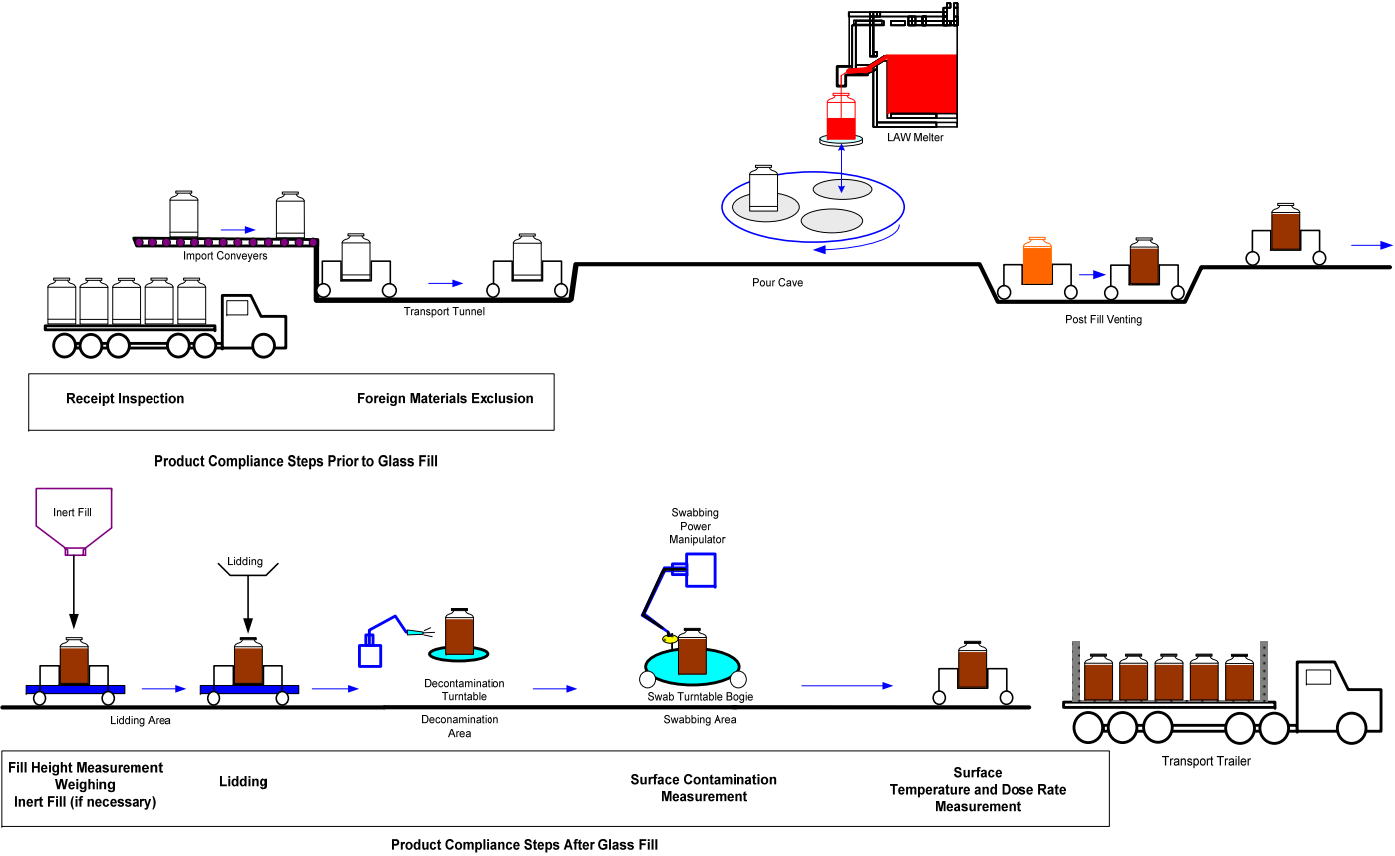 LAW Melter
Import Conveyers
Transport Tunnel
Pour Cave
Post Fill Venting
Receipt Inspection
Foreign Materials Exclusion
Product Compliance Steps Prior to Glass Fill
Inert Fill
Lidding
Swabbing
Power
Manipulator
Decontamination
Turntable
Swab Turntable Bogie
Lidding Area
Deconamination
Area
Swabbing Area
Transport Trailer
Fill Height Measurement
Weighing
Inert Fill (if necessary)
Lidding
Surface Contamination
Measurement
Surface
Temperature and Dose Rate
Measurement
Product Compliance Steps After Glass Fill